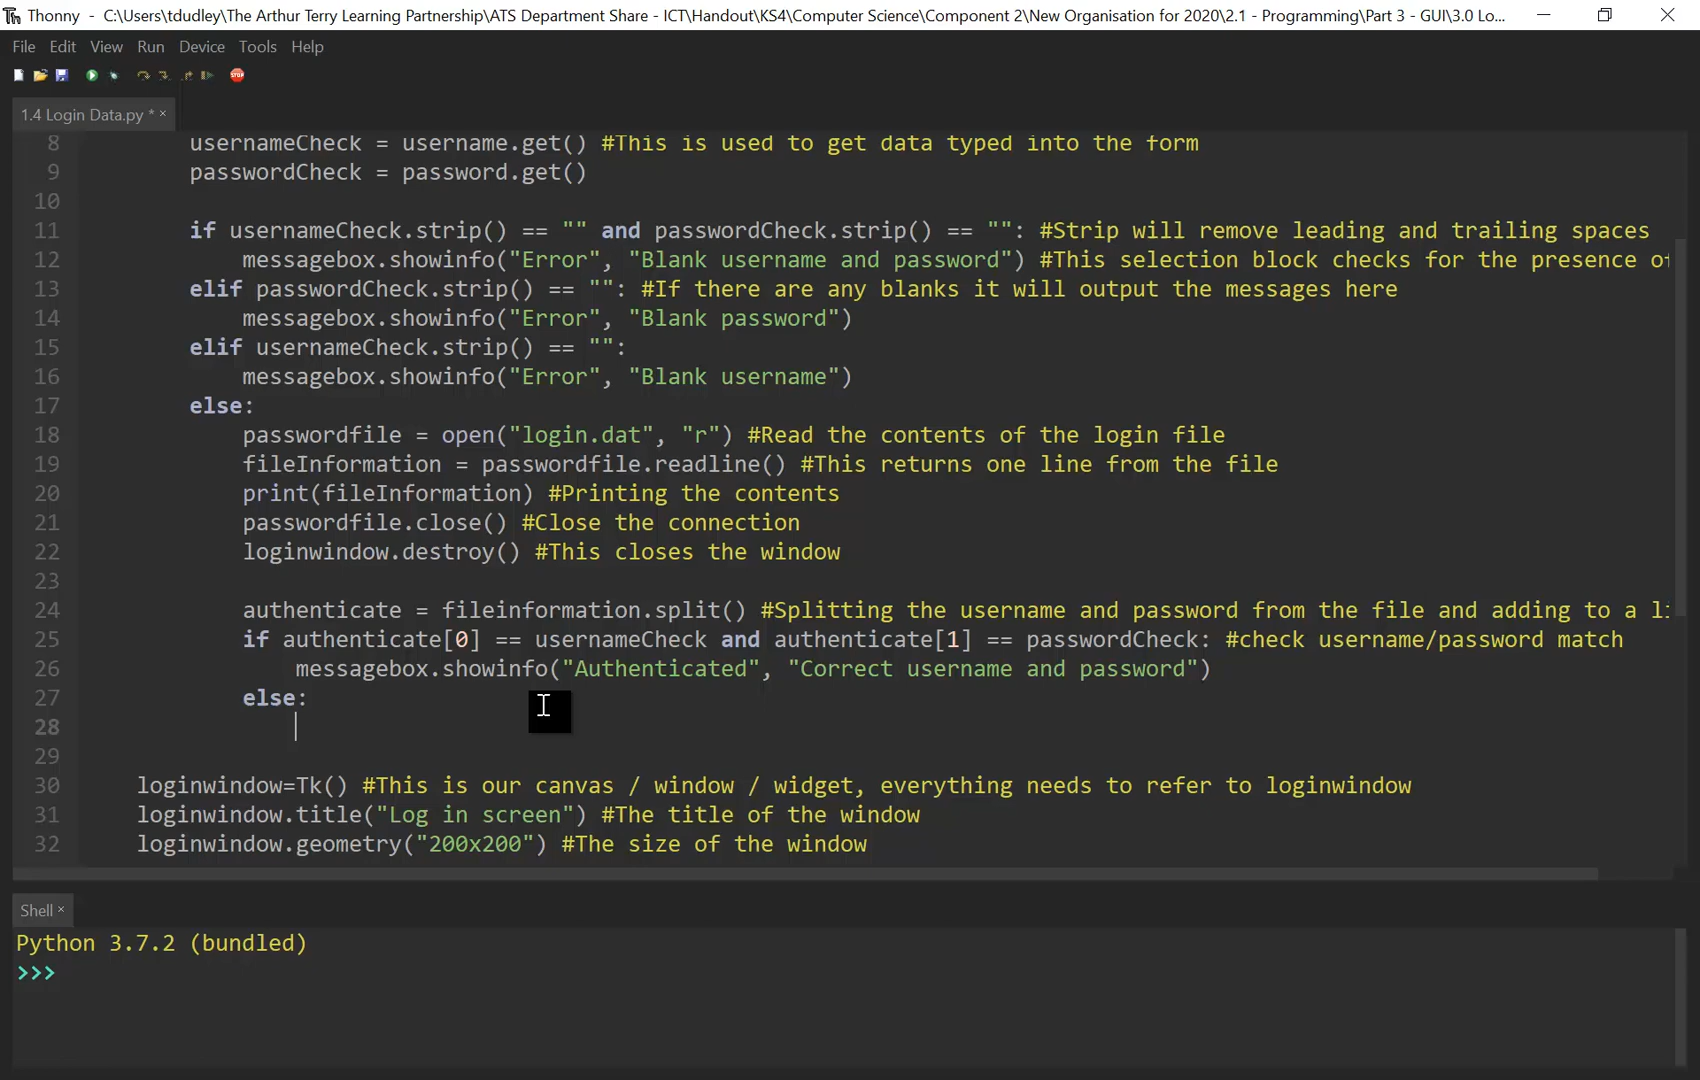 Thonny - C:\Users\tdudley\The Arthur Terry Learning Partnership\ATS Department Share - ICT\Handout\KS4\Computer Science\Component 2\New Organisation for 2020\2.1 - Programming\Part 3 - GUI\3.0 Lo...
File Edit View Run Device Tools Help
1.4 Login Data.py * ×
8 usernameCheck = username.get() #This is used to get data typed into the form
9 passwordCheck = password.get()
10
11 if usernameCheck.strip() == "" and passwordCheck.strip() == "": #Strip will remove leading and trailing spaces
12 messagebox.showinfo("Error", "Blank username and password") #This selection block checks for the presence
13 elif passwordCheck.strip() == "": #If there are any blanks it will output the messages here
14 messagebox.showinfo("Error", "Blank password")
15 elif usernameCheck.strip() == "":
16 messagebox.showinfo("Error", "Blank username")
17 else:
18 passwordfile = open("login.dat", "r") #Read the contents of the login file
19 fileInformation = passwordfile.readline() #This returns one line from the file
20 print(fileInformation) #Printing the contents
21 passwordfile.close() #Close the connection
22 loginwindow.destroy() #This closes the window
23
24 authenticate = fileinformation.split() #Splitting the username and password from the file and adding to a
25 if authenticate[0] == usernameCheck and authenticate[1] == passwordCheck: #check username/password match
26 messagebox.showinfo("Authenticated", "Correct username and password")
27 else:
28
29
30 loginwindow=Tk() #This is our canvas / window / widget, everything needs to refer to loginwindow
31 loginwindow.title("Log in screen") #The title of the window
32 loginwindow.geometry("200x200") #The size of the window
Shell ×
Python 3.7.2 (bundled)
>>>